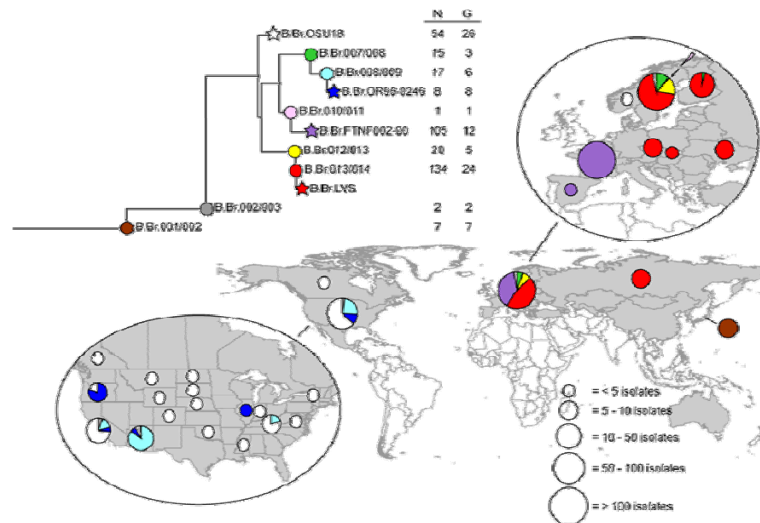 N G
B.Br.OSU18 54 26
B.Br.007/008 15 3
B.Br.008/009 17 6
B.Br.OR96-0246 8 8
B.Br.010/011 1 1
B.Br.FTNF002-00 105 12
B.Br.012/013 20 5
B.Br.013/014 134 24
B.Br.LVS
B.Br.002/003 2 2
B.Br.001/002 7 7
= < 5 isolates
= 5 - 10 isolates
= 10 - 50 isolates
= 50 - 100 isolates
= > 100 isolates